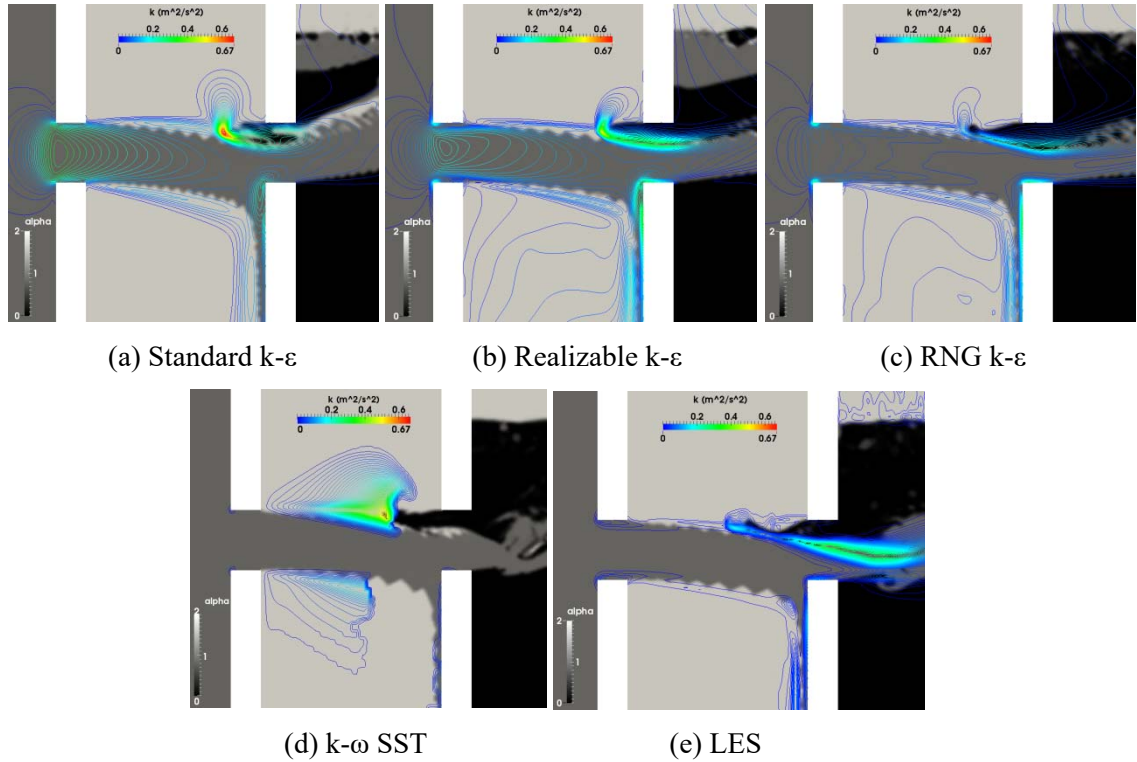 k (m^2/s^2)
0.2 0.4 0.6
0 0.67
alpha
2
1
0
k (m^2/s^2)
0.2 0.4 0.6
0 0.67
alpha
2
1
0
k (m^2/s^2)
0.2 0.4 0.6
0 0.67
alpha
2
1
0
(a) Standard k-ε
(b) Realizable k-ε
(c) RNG k-ε
k (m^2/s^2)
0.2 0.4 0.6
0 0.67
alpha
2
1
0
k (m^2/s^2)
0.2 0.4 0.6
0 0.67
alpha
2
1
0
(d) k-ω SST
(e) LES